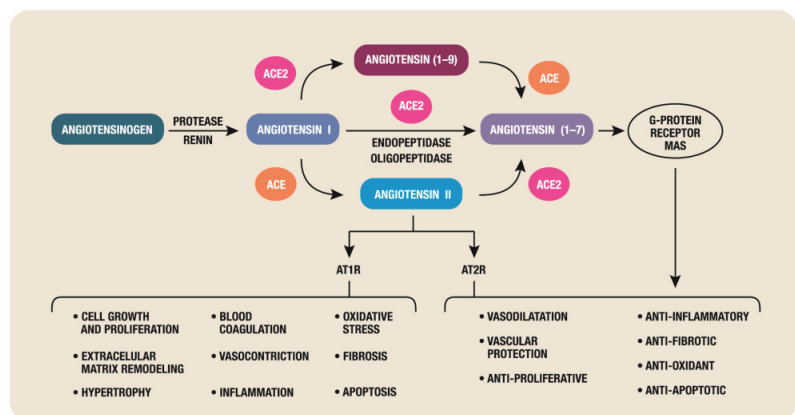 ANGIOTENSIN (1–9)
ACE2
ACE
ACE2
PROTEASE
RENIN
ANGIOTENSINOGEN
ANGIOTENSIN I
ENDOPEPTIDASE
OLIGOPEPTIDASE
ANGIOTENSIN (1–7)
G-PROTEIN
RECEPTOR
MAS
ACE
ANGIOTENSIN II
ACE2
AT1R
AT2R
• CELL GROWTH
AND PROLIFERATION
• EXTRACELULAR
MATRIX REMODELING
• HYPERTROPHY
• BLOOD
COAGULATION
• VASOCONTRICTION
• INFLAMMATION
• OXIDATIVE
STRESS
• FIBROSIS
• APOPTOSIS
• VASODILATATION
• VASCULAR
PROTECTION
• ANTI-PROLIFERATIVE
• ANTI-INFLAMMATORY
• ANTI-FIBROTIC
• ANTI-OXIDANT
• ANTI-APOPTOTIC